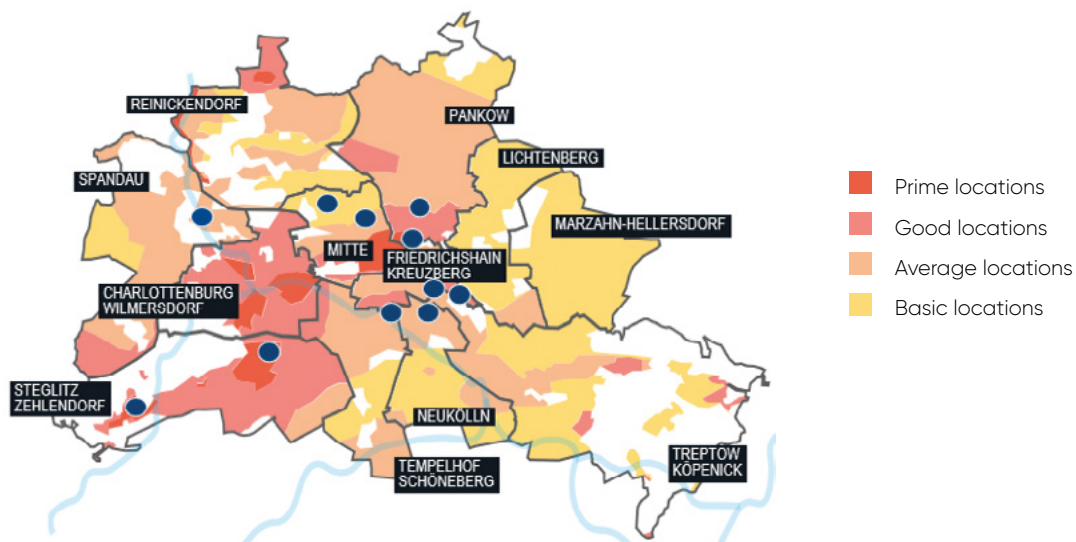 REINICKENDORF
PANKOW
LICHTENBERG
SPANDAU
MARZAHN-HELLERSDORF
MITTE
FRIEDRICHSHAIN
KREUZBERG
CHARLOTTENBURG
WILMERSDORF
STEGLITZ
ZEHLENDORF
NEUKÖLLN
TEMPELHOF
SCHÖNEBERG
TREPTOW
KÖPENICK
Prime locations
Good locations
Average locations
Basic locations